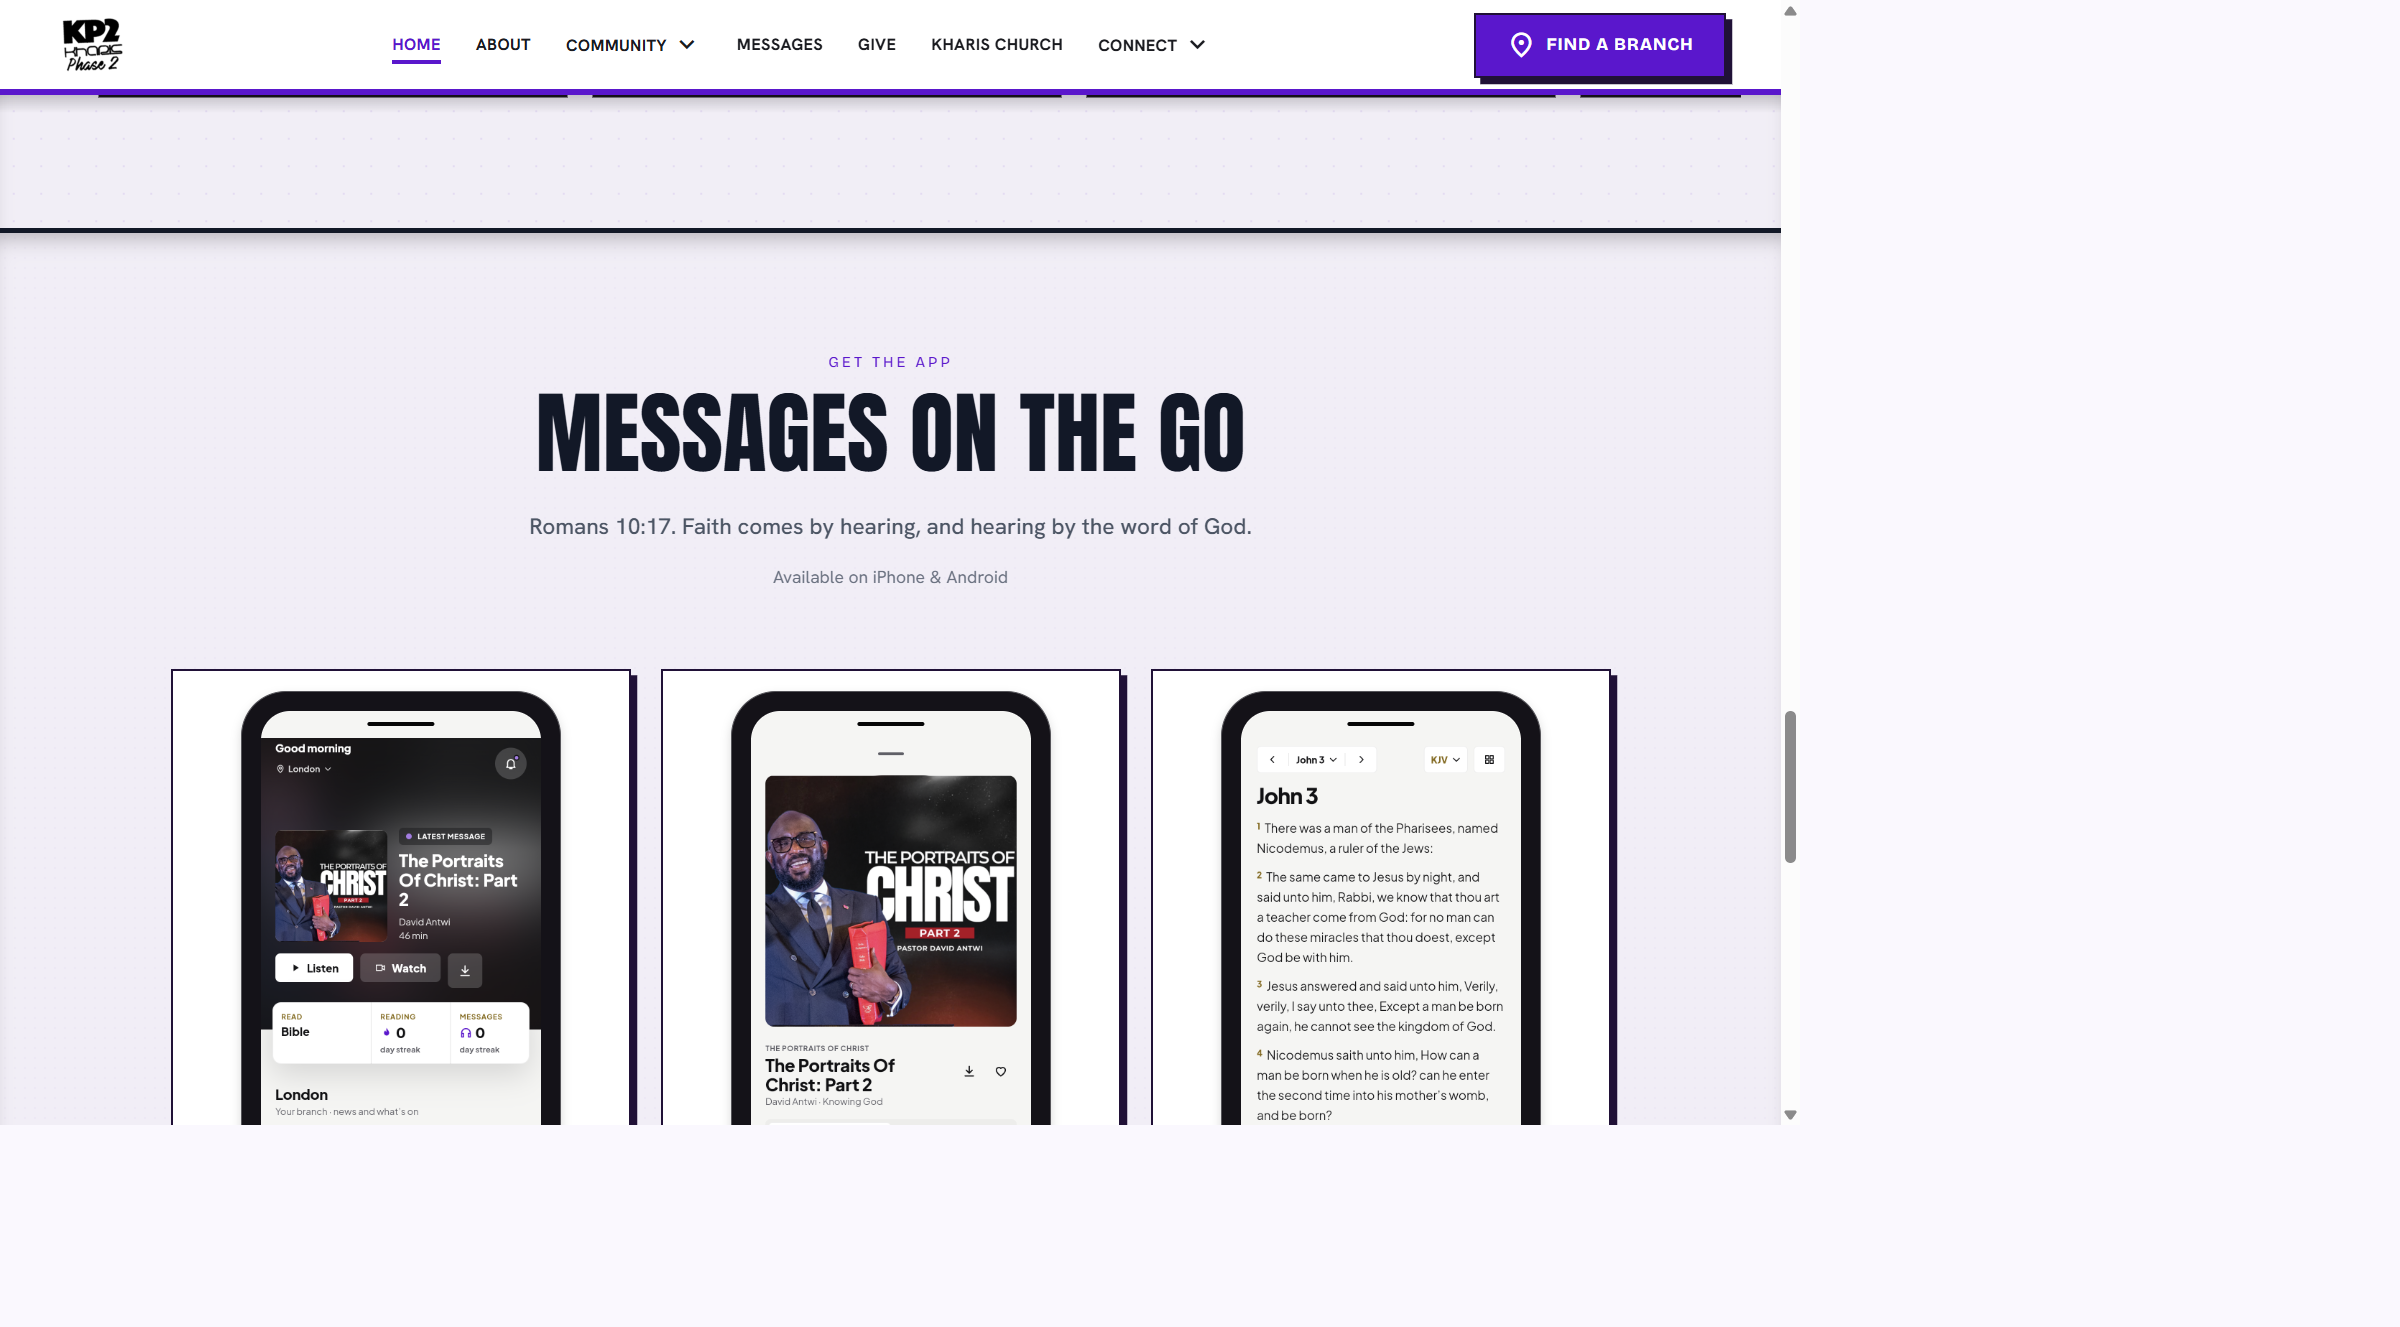 KP2
Kharis
Phase 2
HOME
ABOUT
COMMUNITY
MESSAGES
GIVE
KHARIS CHURCH
CONNECT
FIND A BRANCH
GET THE APP
MESSAGES ON THE GO
Romans 10:17. Faith comes by hearing, and hearing by the word of God.
Available on iPhone & Android
Good morning
London
LATEST MESSAGE
The Portraits
Of Christ: Part
2
David Antwi
46 min
THE PORTRAITS OF
CHRIST
PART 2
PASTOR DAVID ANTWI
Listen
Watch
READ
Bible
READING
0
day streak
MESSAGES
0
day streak
London
Your branch · news and what's on
THE PORTRAITS OF
CHRIST
PART 2
PASTOR DAVID ANTWI
THE PORTRAITS OF CHRIST
The Portraits Of
Christ: Part 2
David Antwi · Knowing God
John 3
KJV
John 3
1 There was a man of the Pharisees, named
Nicodemus, a ruler of the Jews:
2 The same came to Jesus by night, and
said unto him, Rabbi, we know that thou art
a teacher come from God: for no man can
do these miracles that thou doest, except
God be with him.
3 Jesus answered and said unto him, Verily,
verily, I say unto thee, Except a man be born
again, he cannot see the kingdom of God.
4 Nicodemus saith unto him, How can a
man be born when he is old? can he enter
the second time into his mother's womb,
and be born?